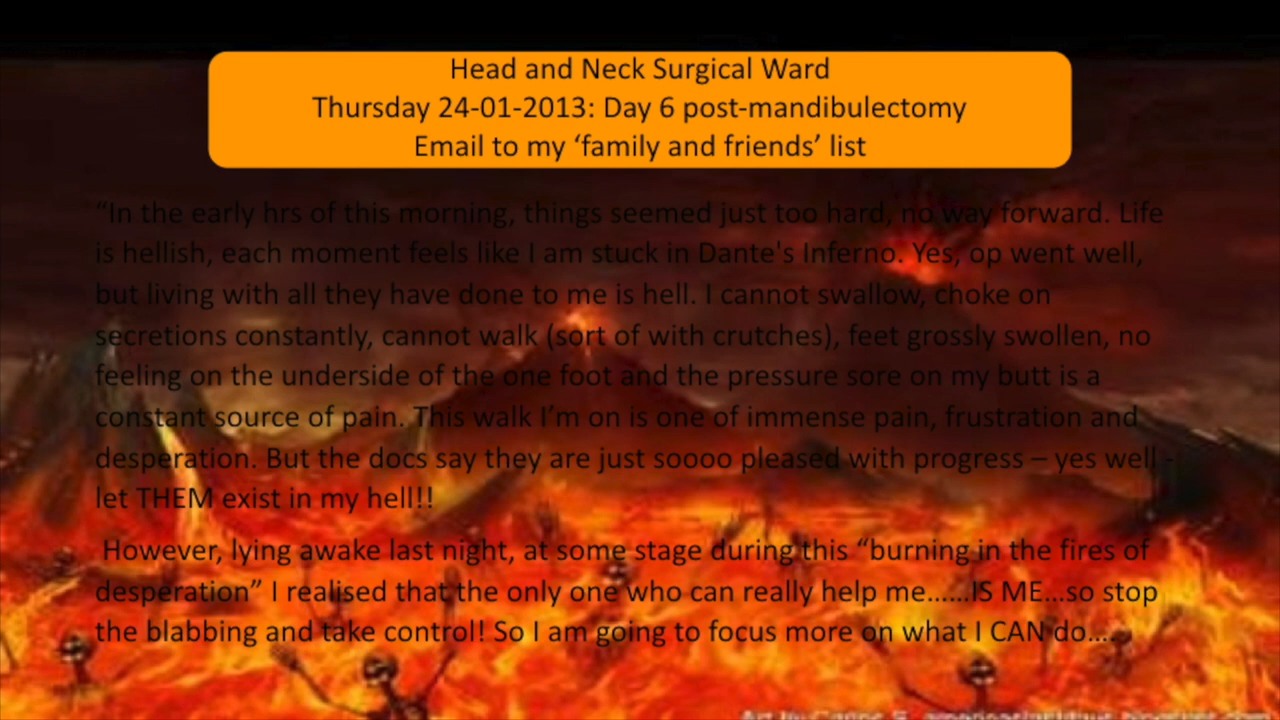 Head and Neck Surgical Ward
Thursday 24-01-2013: Day 6 post-mandibulectomy
Email to my ‘family and friends’ list
“In the early hrs of this morning, things seemed just too hard, no way forward. Life
is hellish, each moment feels like I am stuck in Dante's Inferno. Yes, op went well,
but living with all they have done to me is hell. I cannot swallow, choke on
secretions constantly, cannot walk (sort of with crutches), feet grossly swollen, no
feeling on the underside of the one foot and the pressure sore on my butt is a
constant source of pain. This walk I’m on is one of immense pain, frustration and
desperation. But the docs say they are just soooo pleased with progress – yes well -
let THEM exist in my hell!!
However, lying awake last night, at some stage during this “burning in the fires of
desperation” I realised that the only one who can really help me……IS ME…so stop
the blabbing and take control! So I am going to focus more on what I CAN do…..
Art by